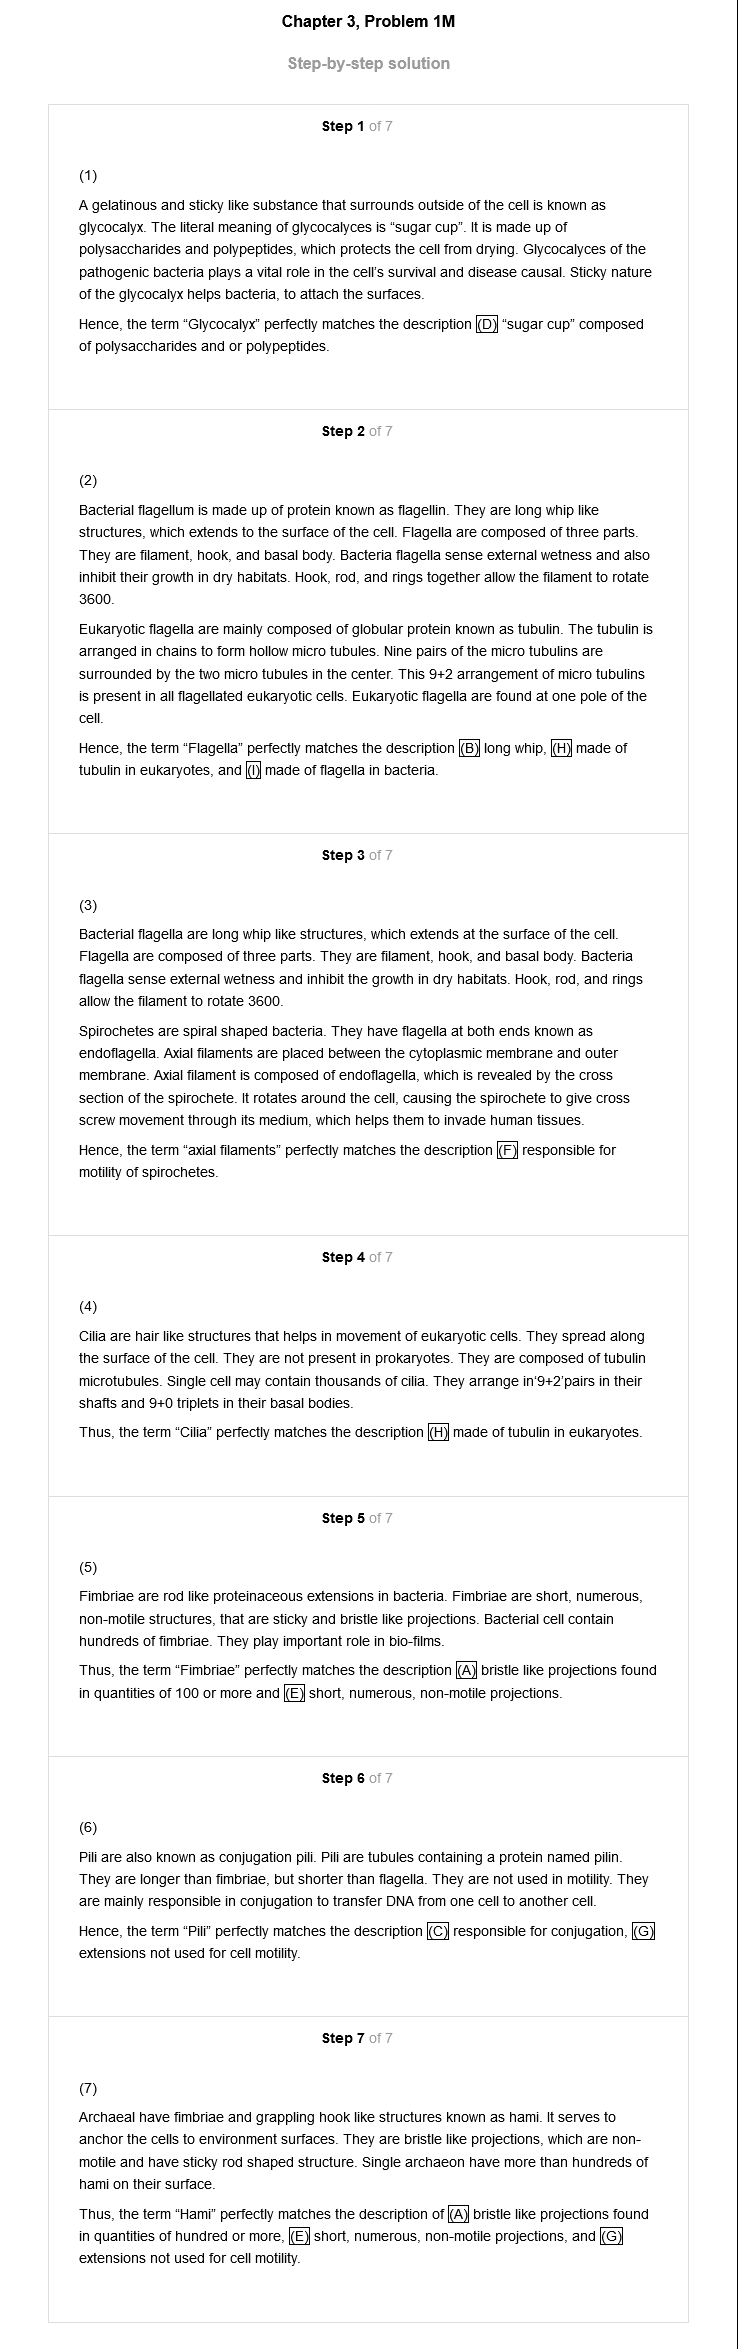 Chapter 3, Problem 1M
Step-by-step solution
Step 1 of 7
(1)
A gelatinous and sticky like substance that surrounds outside of the cell is known as
glycocalyx. The literal meaning of glycocalyces is “sugar cup”. It is made up of
polysaccharides and polypeptides, which protects the cell from drying. Glycocalyces of the
pathogenic bacteria plays a vital role in the cell’s survival and disease causal. Sticky nature
of the glycocalyx helps bacteria, to attach the surfaces.
Hence, the term “Glycocalyx” perfectly matches the description (D) “sugar cup” composed
of polysaccharides and or polypeptides.
Step 2 of 7
(2)
Bacterial flagellum is made up of protein known as flagellin. They are long whip like
structures, which extends to the surface of the cell. Flagella are composed of three parts.
They are filament, hook, and basal body. Bacteria flagella sense external wetness and also
inhibit their growth in dry habitats. Hook, rod, and rings together allow the filament to rotate
3600.
Eukaryotic flagella are mainly composed of globular protein known as tubulin. The tubulin is
arranged in chains to form hollow micro tubules. Nine pairs of the micro tubulins are
surrounded by the two micro tubules in the center. This 9+2 arrangement of micro tubulins
is present in all flagellated eukaryotic cells. Eukaryotic flagella are found at one pole of the
cell.
Hence, the term “Flagella” perfectly matches the description (B) long whip, (H) made of
tubulin in eukaryotes, and (I) made of flagella in bacteria.
Step 3 of 7
(3)
Bacterial flagella are long whip like structures, which extends at the surface of the cell.
Flagella are composed of three parts. They are filament, hook, and basal body. Bacteria
flagella sense external wetness and inhibit the growth in dry habitats. Hook, rod, and rings
allow the filament to rotate 3600.
Spirochetes are spiral shaped bacteria. They have flagella at both ends known as
endoflagella. Axial filaments are placed between the cytoplasmic membrane and outer
membrane. Axial filament is composed of endoflagella, which is revealed by the cross
section of the spirochete. It rotates around the cell, causing the spirochete to give cross
screw movement through its medium, which helps them to invade human tissues.
Hence, the term “axial filaments” perfectly matches the description (F) responsible for
motility of spirochetes.
Step 4 of 7
(4)
Cilia are hair like structures that helps in movement of eukaryotic cells. They spread along
the surface of the cell. They are not present in prokaryotes. They are composed of tubulin
microtubules. Single cell may contain thousands of cilia. They arrange in‘9+2’pairs in their
shafts and 9+0 triplets in their basal bodies.
Thus, the term “Cilia” perfectly matches the description (H) made of tubulin in eukaryotes.
Step 5 of 7
(5)
Fimbriae are rod like proteinaceous extensions in bacteria. Fimbriae are short, numerous,
non-motile structures, that are sticky and bristle like projections. Bacterial cell contain
hundreds of fimbriae. They play important role in bio-films.
Thus, the term “Fimbriae” perfectly matches the description (A) bristle like projections found
in quantities of 100 or more and (E) short, numerous, non-motile projections.
Step 6 of 7
(6)
Pili are also known as conjugation pili. Pili are tubules containing a protein named pilin.
They are longer than fimbriae, but shorter than flagella. They are not used in motility. They
are mainly responsible in conjugation to transfer DNA from one cell to another cell.
Hence, the term “Pili” perfectly matches the description (C) responsible for conjugation, (G)
extensions not used for cell motility.
Step 7 of 7
(7)
Archaeal have fimbriae and grappling hook like structures known as hami. It serves to
anchor the cells to environment surfaces. They are bristle like projections, which are non-
motile and have sticky rod shaped structure. Single archaeon have more than hundreds of
hami on their surface.
Thus, the term “Hami” perfectly matches the description of (A) bristle like projections found
in quantities of hundred or more, (E) short, numerous, non-motile projections, and (G)
extensions not used for cell motility.